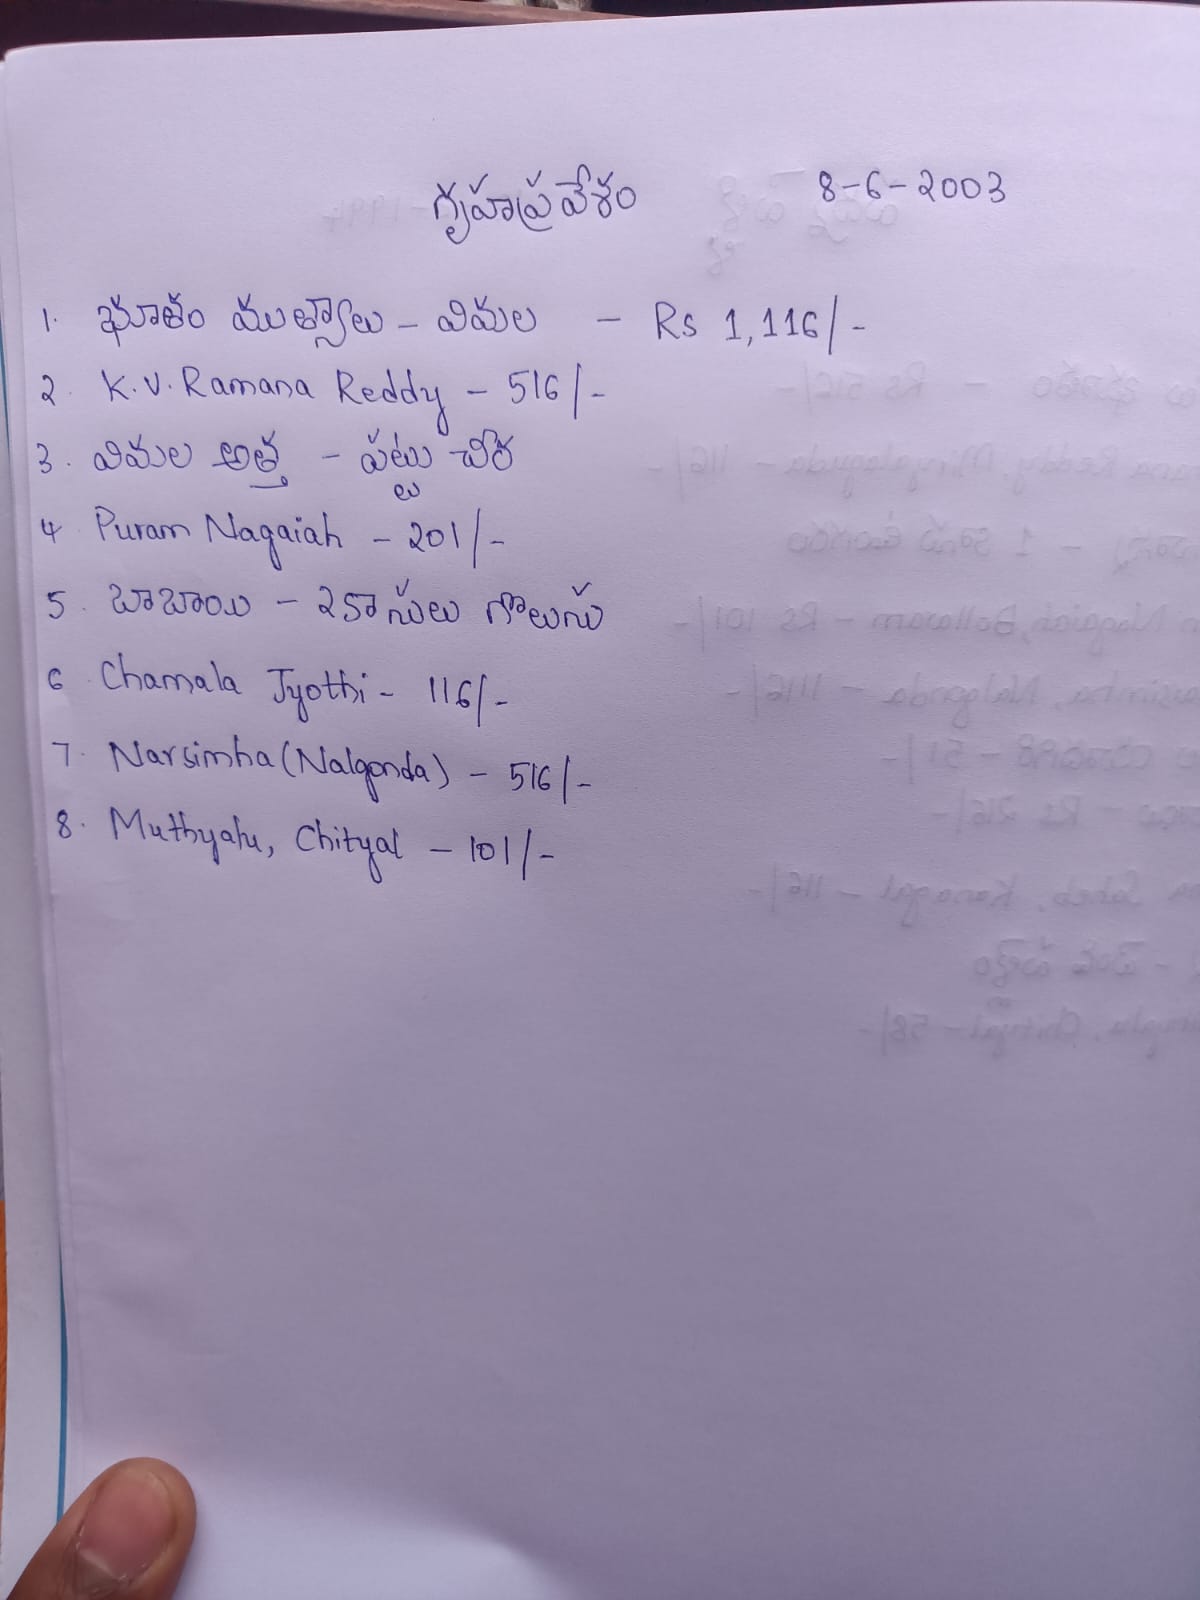 గృహప్రవేశం 8-6-2003
1. భూతం ముత్యాలు - విమల - Rs 1,116/-
2. K.V. Ramana Reddy - 516/-
3. విమల అత్త - పట్టు చీర
4 Puram Nagaiah - 201/-
5. బాబాయి - 2 కాసుల గొలుసు
6 Chamala Jyothi - 116/-
7. Narsimha (Nalgonda) - 516/-
8. Muthyalu, Chityal - 101/-